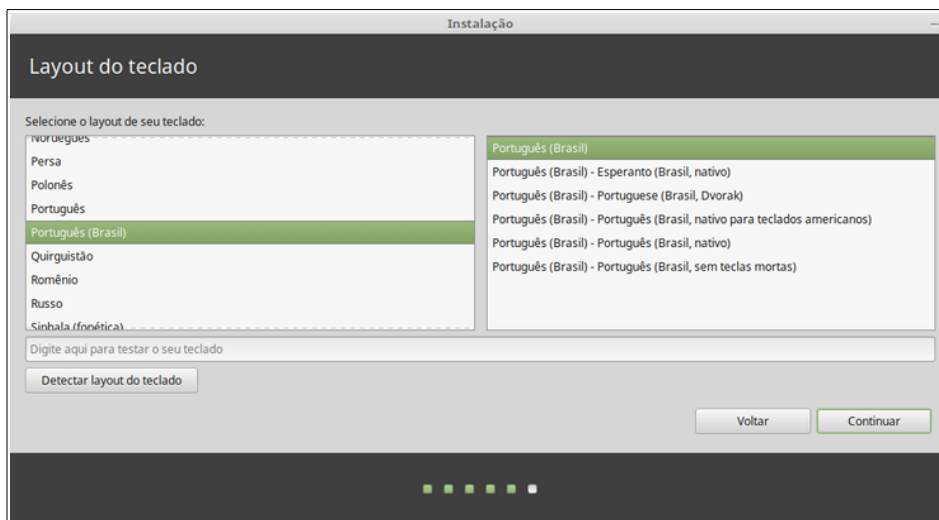 Instalação
Layout do teclado
Selecione o layout de seu teclado:
Norueguês
Persa
Polonês
Português
Português (Brasil)
Quirguistão
Romênio
Russo
Sinhala (fonética)
Português (Brasil)
Português (Brasil) - Esperanto (Brasil, nativo)
Português (Brasil) - Portuguese (Brasil, Dvorak)
Português (Brasil) - Português (Brasil, nativo para teclados americanos)
Português (Brasil) - Português (Brasil, nativo)
Português (Brasil) - Português (Brasil, sem teclas mortas)
Digite aqui para testar o seu teclado
Detectar layout do teclado
Voltar
Continuar